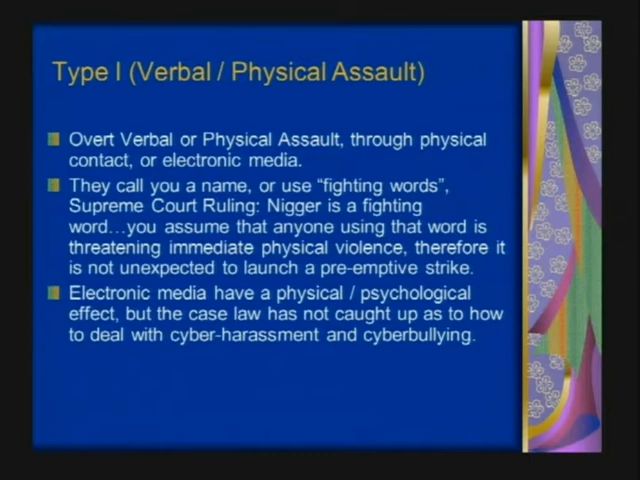 Type I (Verbal / Physical Assault)
Overt Verbal or Physical Assault, through physical
contact, or electronic media.
They call you a name, or use “fighting words”,
Supreme Court Ruling: Nigger is a fighting
word…you assume that anyone using that word is
threatening immediate physical violence, therefore it
is not unexpected to launch a pre-emptive strike.
Electronic media have a physical / psychological
effect, but the case law has not caught up as to how
to deal with cyber-harassment and cyberbullying.